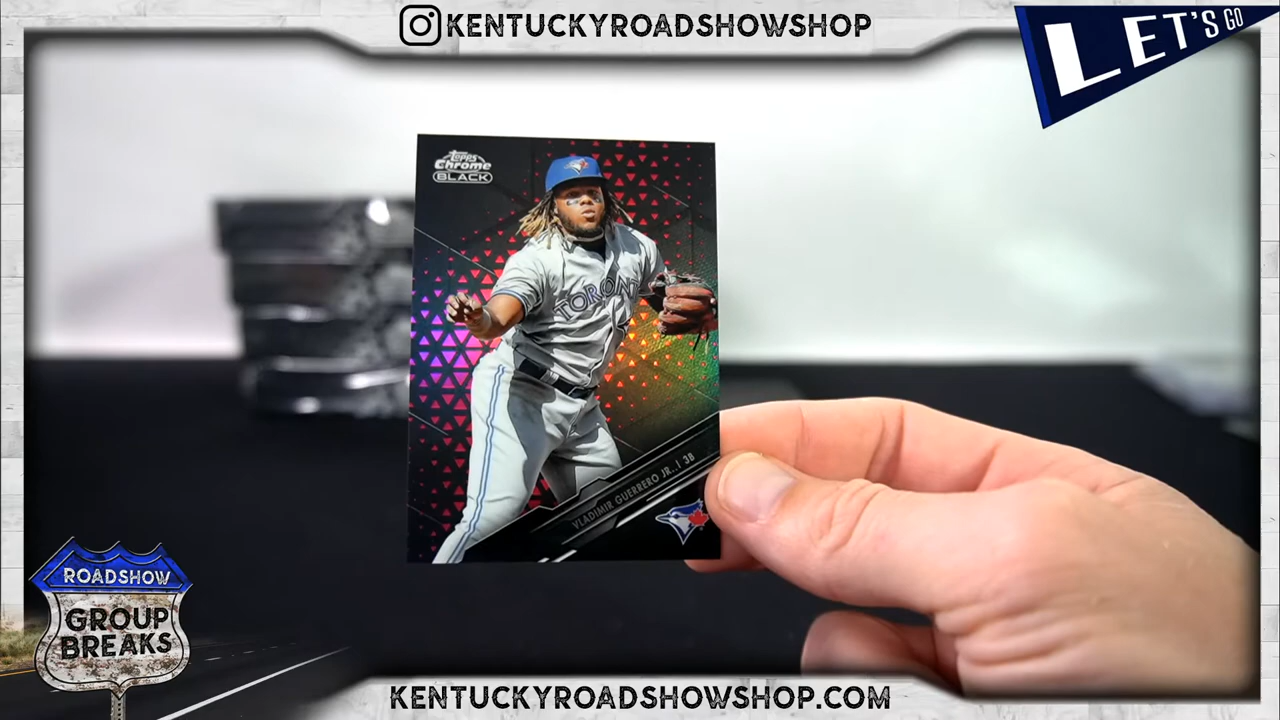 KENTUCKYROADSHOWSHOP
LET'S GO
Topps
Chrome
BLACK
TORONTO
VLADIMIR GUERRERO JR. | 3B
ROADSHOW
GROUP
BREAKS
KENTUCKYROADSHOWSHOP.COM